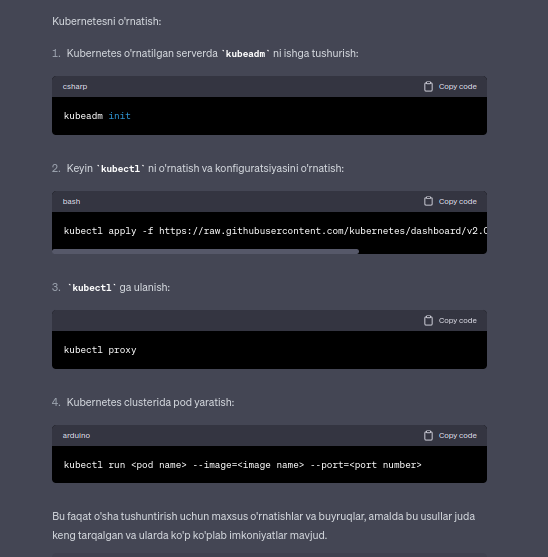 Kubernetesni o'rnatish:
1. Kubernetes o'rnatilgan serverda `kubeadm` ni ishga tushurish:
csharp Copy code
kubeadm init
2. Keyin `kubectl` ni o'rnatish va konfiguratsiyasini o'rnatish:
bash Copy code
kubectl apply -f https://raw.githubusercontent.com/kubernetes/dashboard/v2.0
3. `kubectl` ga ulanish:
Copy code
kubectl proxy
4. Kubernetes clusterida pod yaratish:
arduino Copy code
kubectl run <pod name> --image=<image name> --port=<port number>
Bu faqat o'sha tushuntirish uchun maxsus o'rnatishlar va buyruqlar, amalda bu usullar juda
keng tarqalgan va ularda ko'p ko'plab imkoniyatlar mavjud.